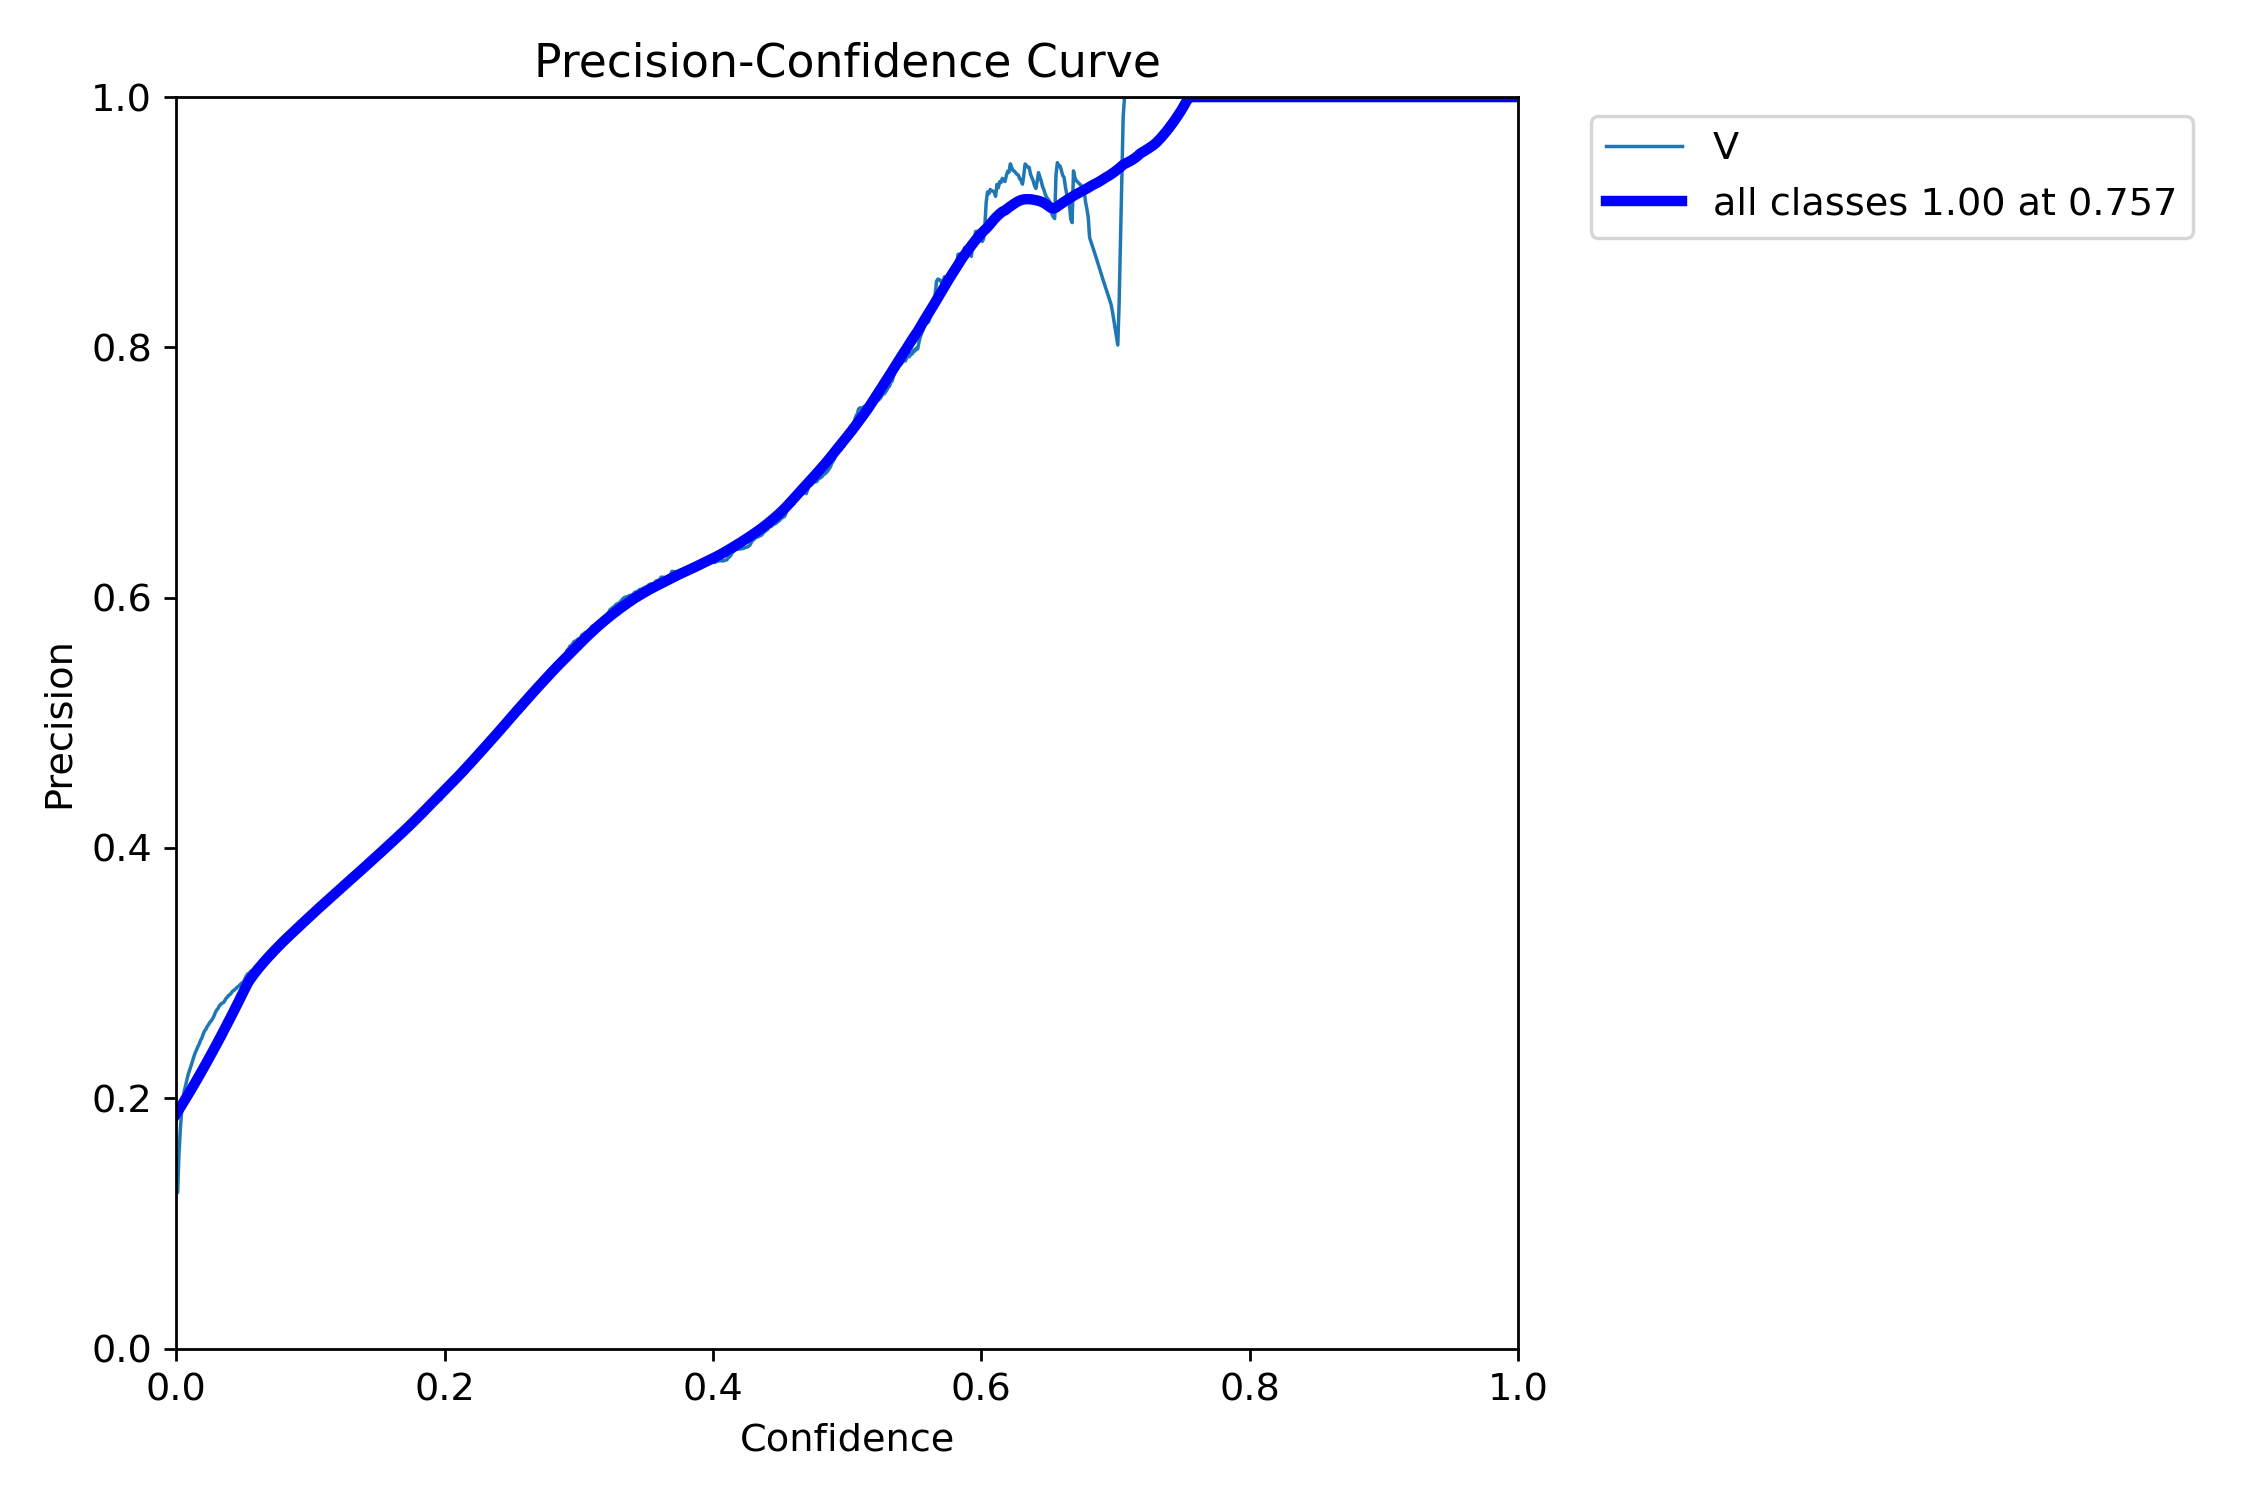 Precision-Confidence Curve
1.0
0.8
0.6
0.4
0.2
0.0
Precision
0.0 0.2 0.4 0.6 0.8 1.0
Confidence
V
all classes 1.00 at 0.757